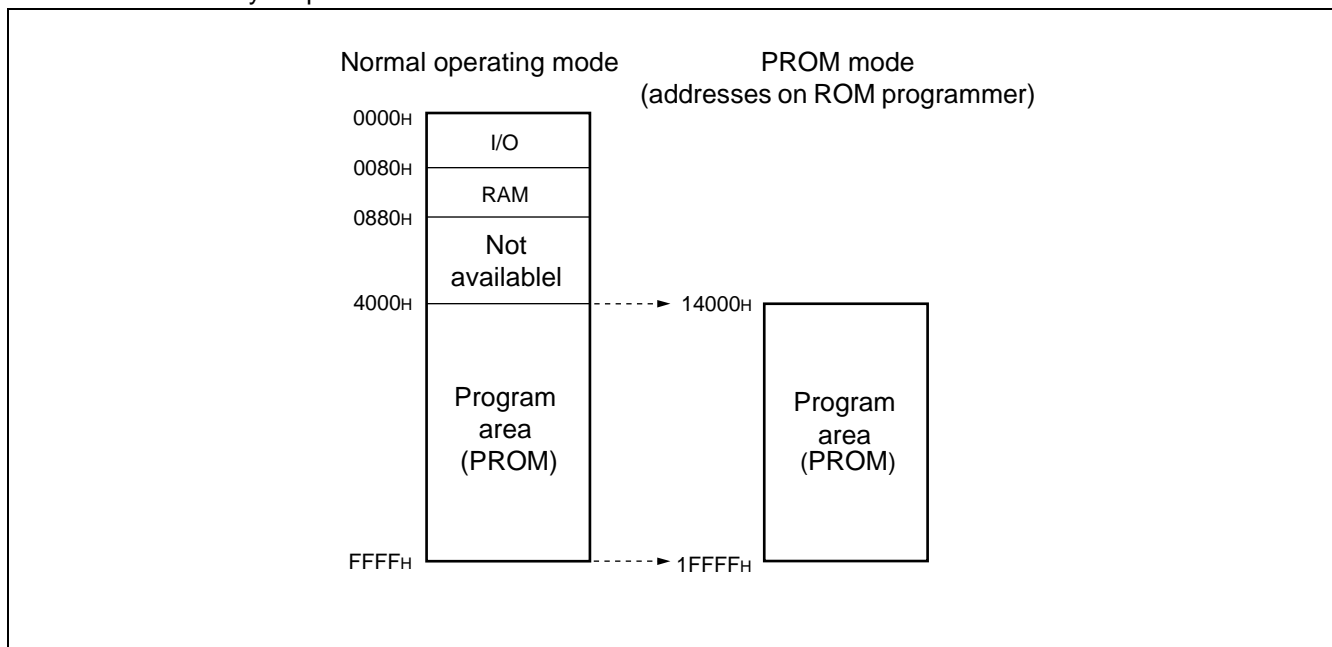 Normal operating mode
PROM mode
(addresses on ROM programmer)
0000H
I/O
0080H
RAM
0880H
Not
availablel
4000H
14000H
Program
area
(PROM)
Program
area
(PROM)
FFFFH
1FFFFH